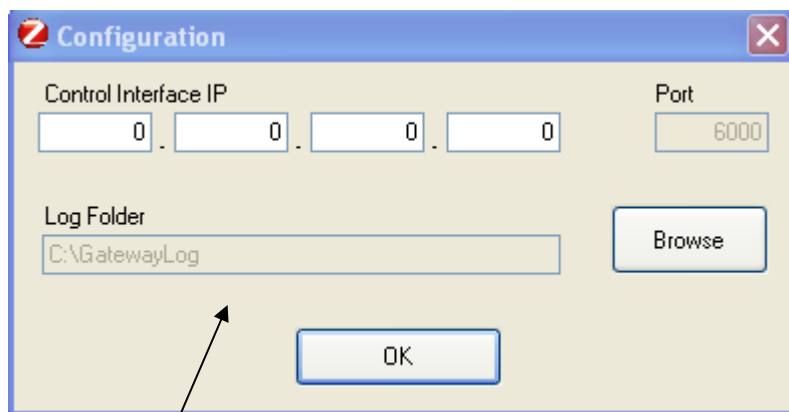 Configuration
Control Interface IP Port
0 . 0 . 0 . 0 6000
Log Folder
C:\GatewayLog Browse
OK